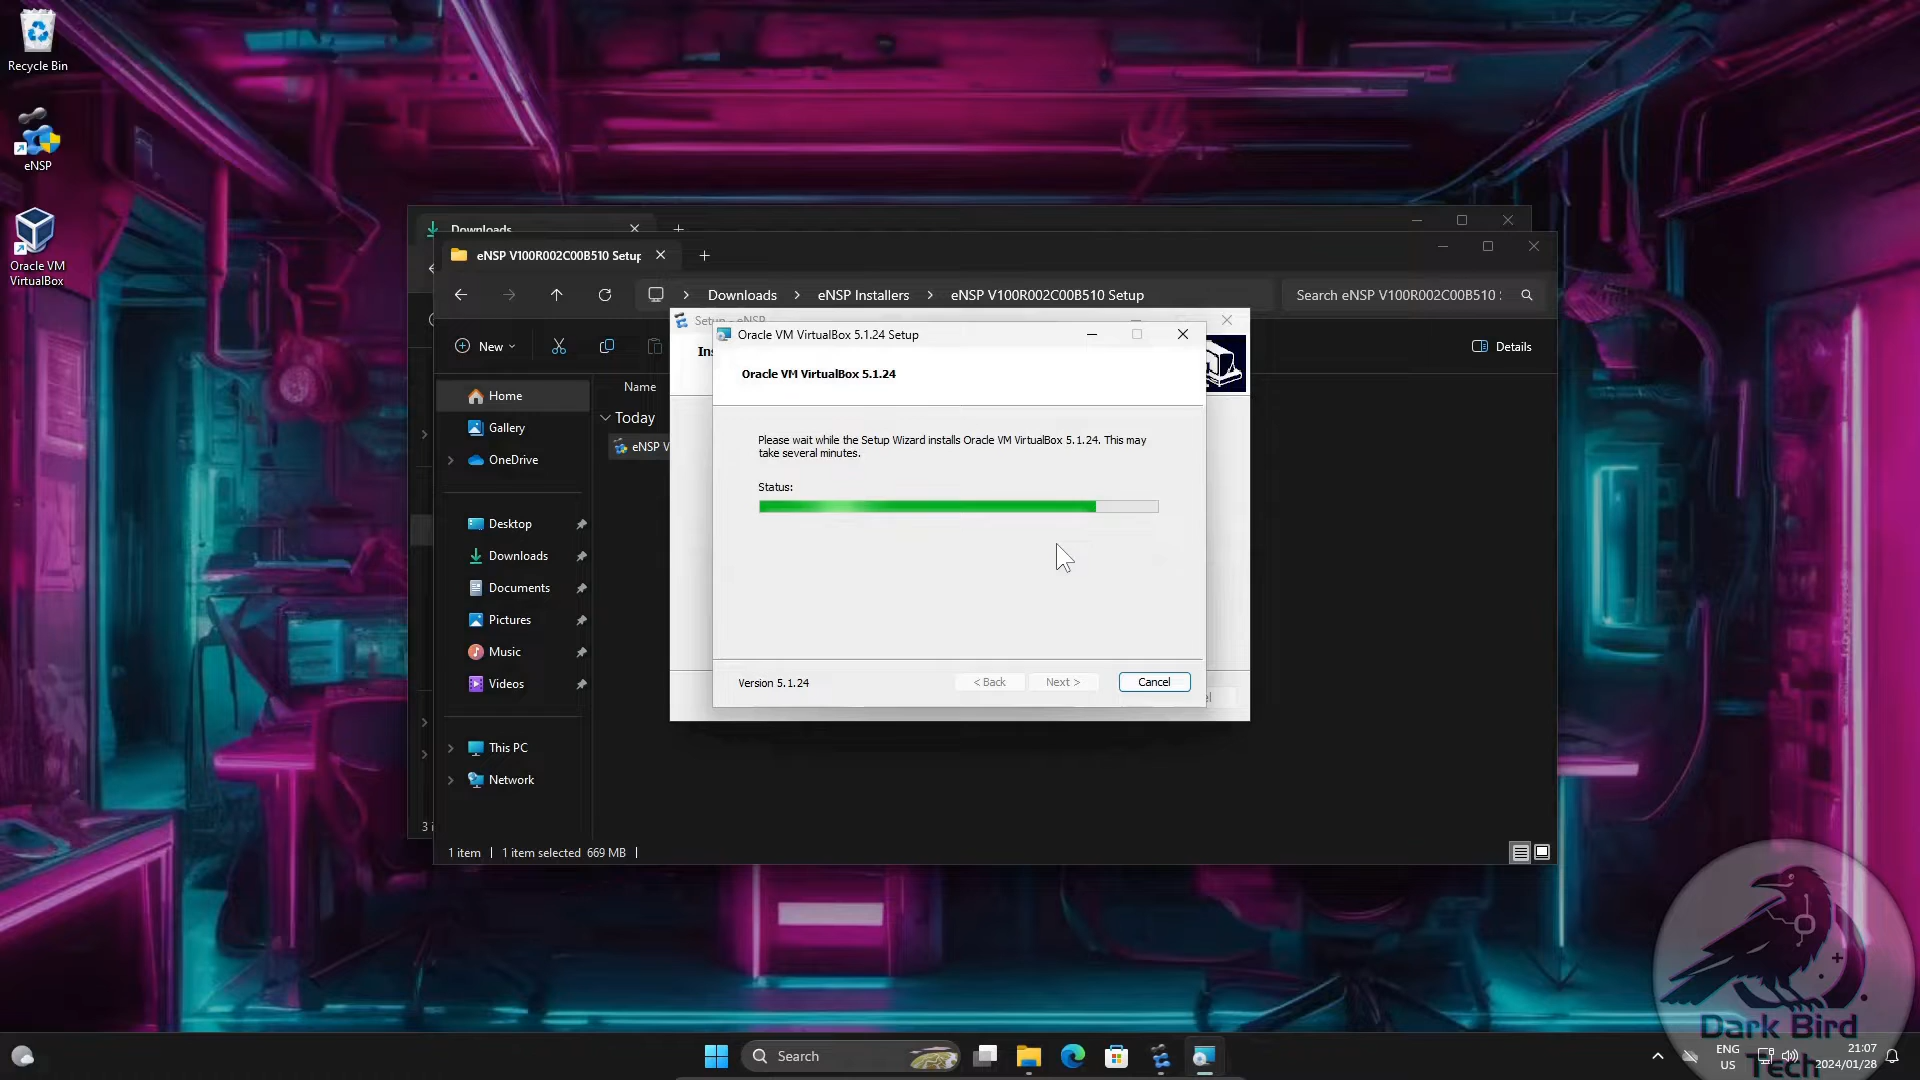 Recycle Bin
eNSP
Oracle VM
VirtualBox
Downloads
eNSP V100R002C00B510 Setup
Downloads
eNSP Installers
eNSP V100R002C00B510 Setup
Search eNSP V100R002C00B510
New
Details
Setup - eNSP
Oracle VM VirtualBox 5.1.24 Setup
Oracle VM VirtualBox 5.1.24
Please wait while the Setup Wizard installs Oracle VM VirtualBox 5.1.24. This may
take several minutes.
Status:
Version 5.1.24
< Back
Next >
Cancel
Name
Today
eNSP V
Home
Gallery
OneDrive
Desktop
Downloads
Documents
Pictures
Music
Videos
This PC
Network
3 i
1 item
1 item selected 669 MB
Dark Bird
Tech
Search
ENG
US
21:07
2024/01/28